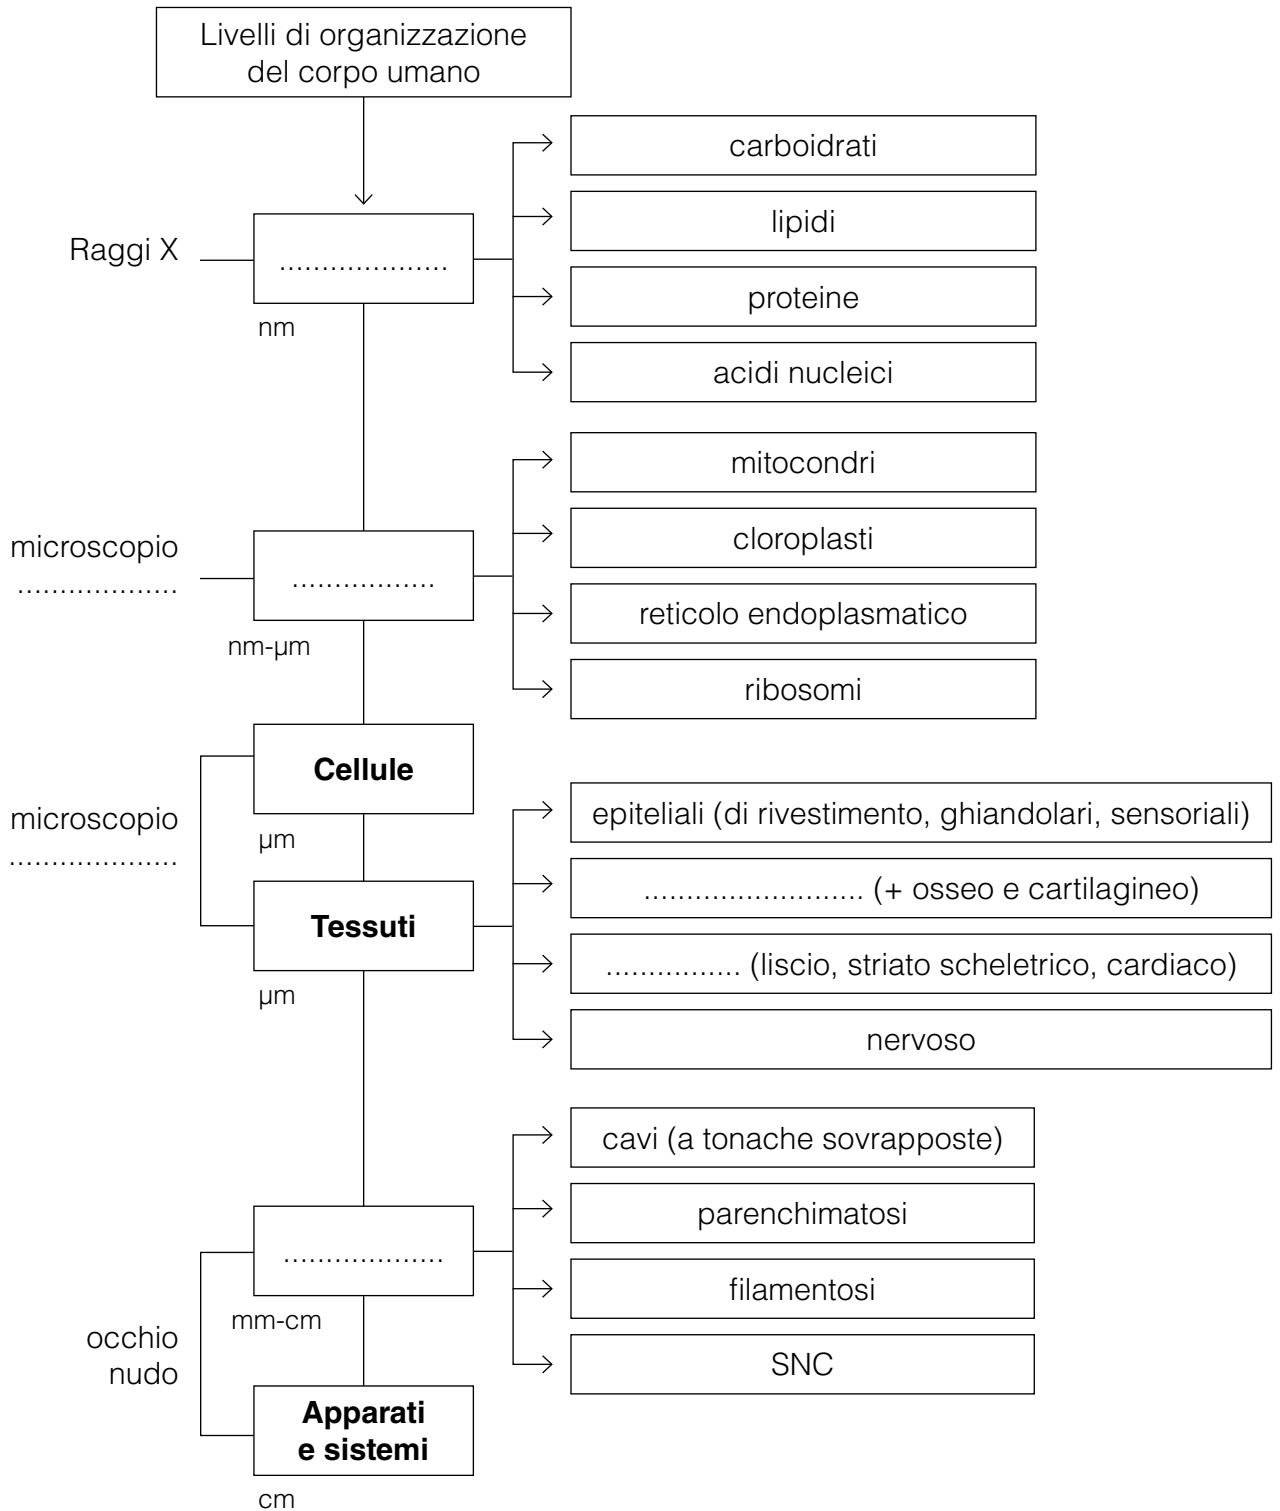 Livelli di organizzazione
del corpo umano
carboidrati
lipidi
Raggi X
....................
proteine
nm
acidi nucleici
mitocondri
microscopio
...................
.................
cloroplasti
reticolo endoplasmatico
nm-µm
ribosomi
Cellule
microscopio
....................
epiteliali (di rivestimento, ghiandolari, sensoriali)
µm
.......................... (+ osseo e cartilagineo)
Tessuti
................ (liscio, striato scheletrico, cardiaco)
µm
nervoso
cavi (a tonache sovrapposte)
parenchimatosi
...................
filamentosi
mm-cm
occhio
nudo
SNC
Apparati
e sistemi
cm